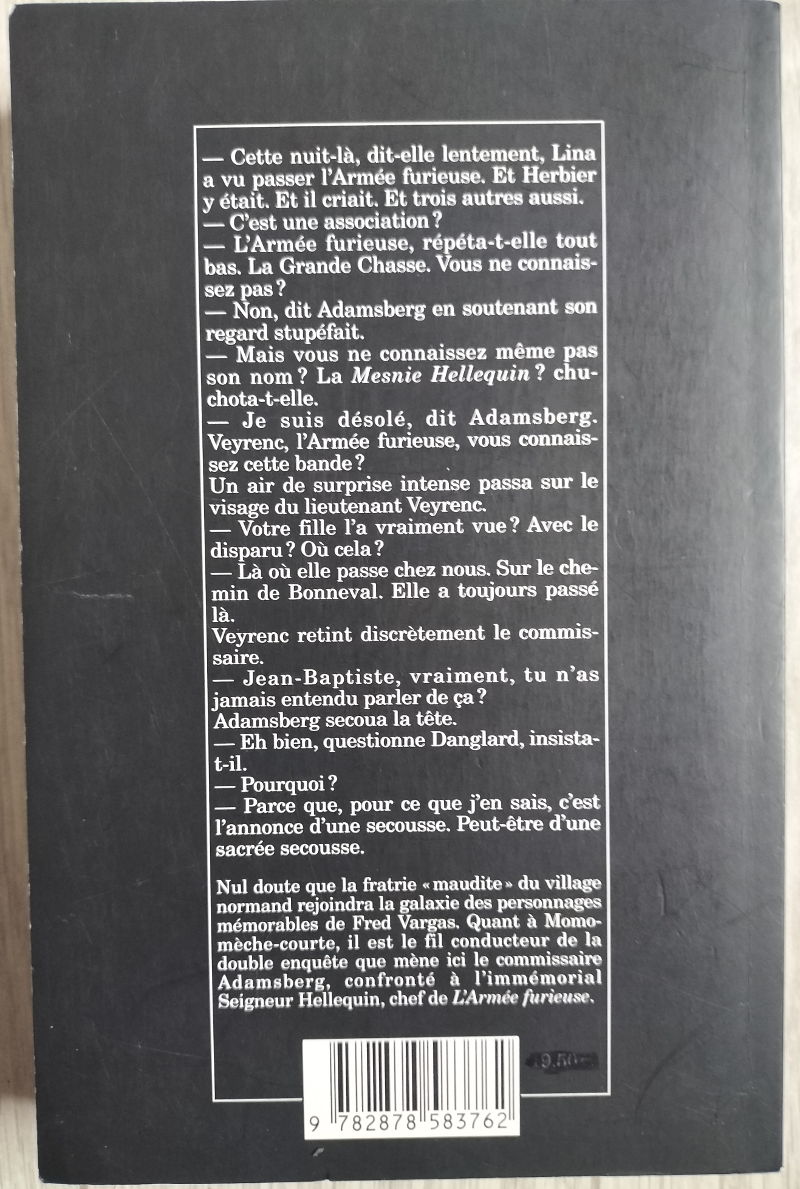 — Cette nuit-là, dit-elle lentement, Lina
a vu passer l'Armée furieuse. Et Herbier
y était. Et il criait. Et trois autres aussi.
— C'est une association ?
— L'Armée furieuse, répéta-t-elle tout
bas. La Grande Chasse. Vous ne connais-
sez pas ?
— Non, dit Adamsberg en soutenant son
regard stupéfait.
— Mais vous ne connaissez même pas
son nom ? La Mesnie Hellequin ? chu-
chota-t-elle.
— Je suis désolé, dit Adamsberg.
Veyrenc, l'Armée furieuse, vous connais-
sez cette bande ?
Un air de surprise intense passa sur le
visage du lieutenant Veyrenc.
— Votre fille l'a vraiment vue ? Avec le
disparu ? Où cela ?
— Là où elle passe chez nous. Sur le che-
min de Bonneval. Elle a toujours passé
là.
Veyrenc retint discrètement le commis-
saire.
— Jean-Baptiste, vraiment, tu n'as
jamais entendu parler de ça ?
Adamsberg secoua la tête.
— Eh bien, questionne Danglard, insista-
t-il.
— Pourquoi ?
— Parce que, pour ce que j'en sais, c'est
l'annonce d'une secousse. Peut-être d'une
sacrée secousse.
Nul doute que la fratrie « maudite » du village
normand rejoindra la galaxie des personnages
mémorables de Fred Vargas. Quant à Momo-
mèche-courte, il est le fil conducteur de la
double enquête que mène ici le commissaire
Adamsberg, confronté à l'immémorial
Seigneur Hellequin, chef de L'Armée furieuse.
9 782878 583762